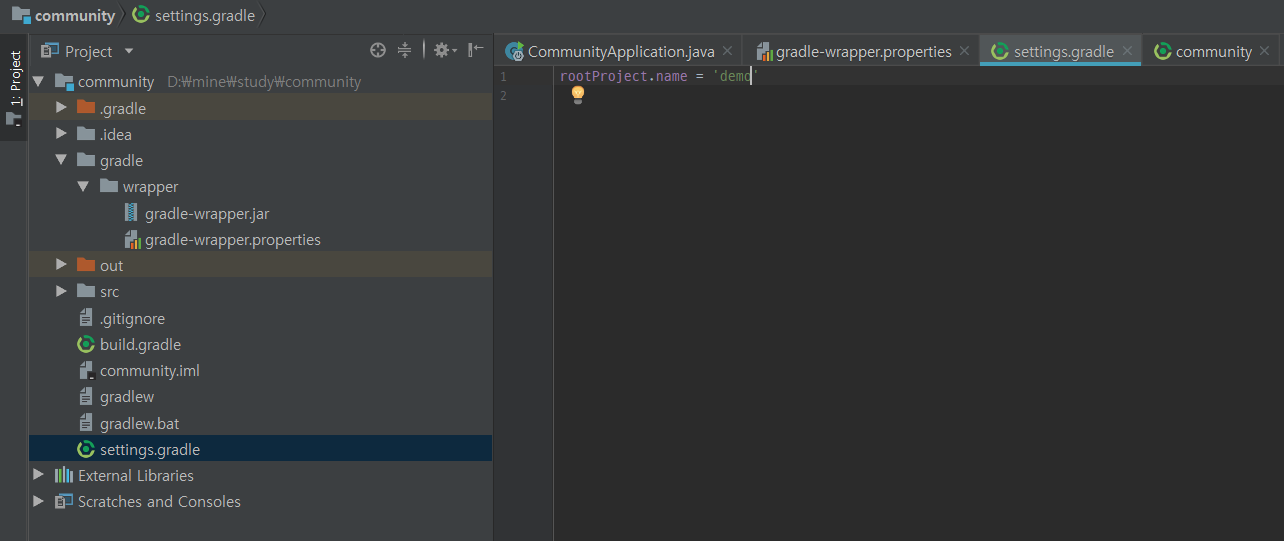 community settings.gradle
1: Project
Project
CommunityApplication.java gradle-wrapper.properties settings.gradle community
community D:₩mine₩study₩community
.gradle
.idea
gradle
wrapper
gradle-wrapper.jar
gradle-wrapper.properties
out
src
.gitignore
build.gradle
community.iml
gradlew
gradlew.bat
settings.gradle
External Libraries
Scratches and Consoles
1 rootProject.name = 'demo'
2